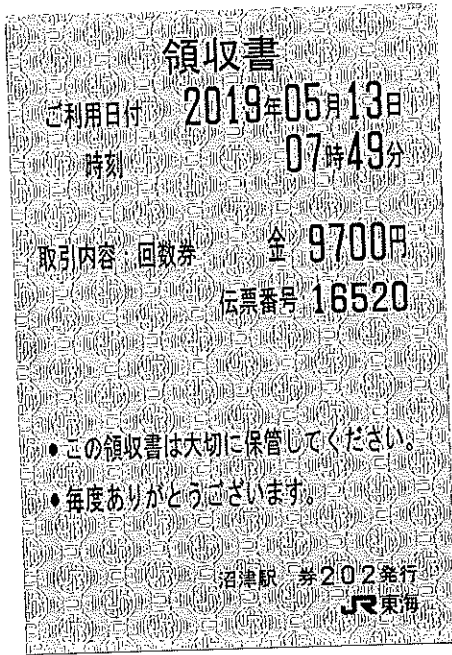 領収書
ご利用日付 2019年05月13日
時刻 07時49分
取引内容：回数券 金 9700円
伝票番号 16520
●この領収書は大切に保管してください。
●毎度ありがとうございます。
沼津駅 券202発行
JR東海